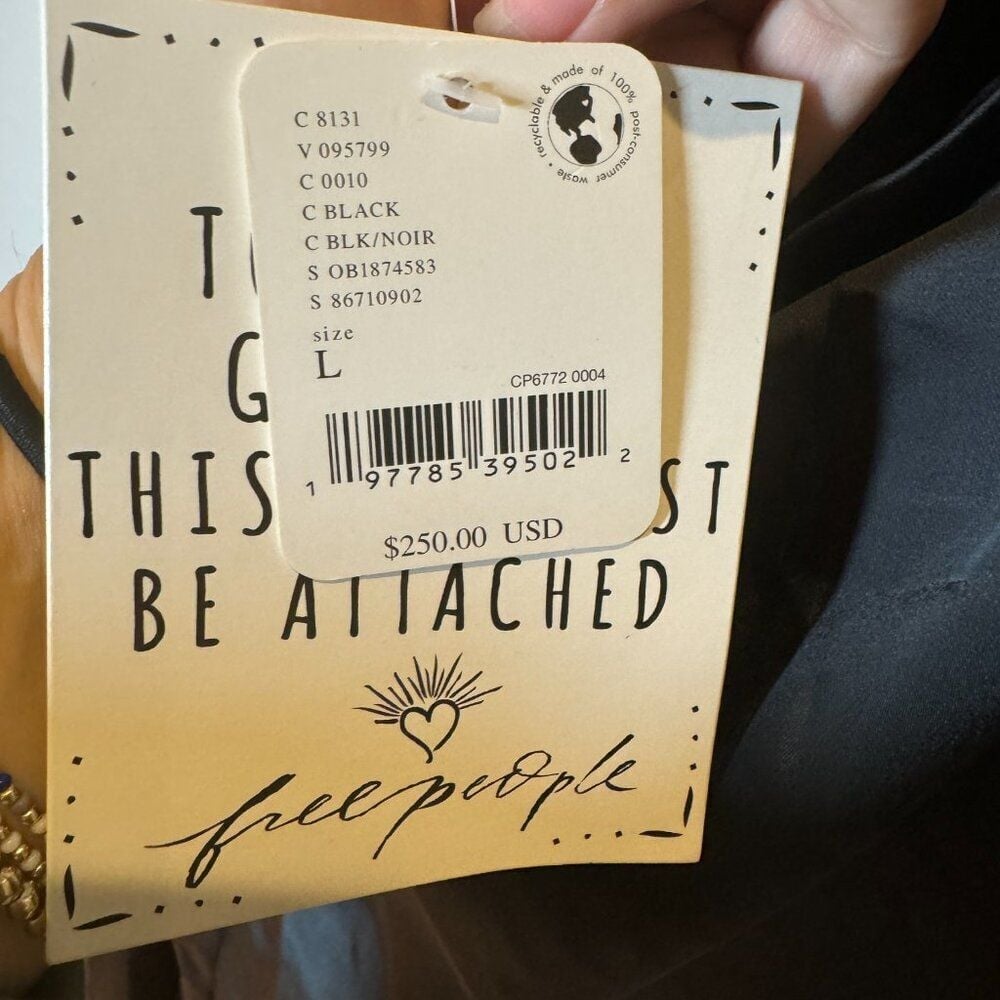 C 8131
V 095799
C 0010
C BLACK
C BLK/NOIR
S OB1874583
S 86710902
size
L
CP6772 0004
1 97785 39502 2
$250.00 USD
recyclable & made of 100% post-consumer waste
THIS
BE ATTACHED
free people